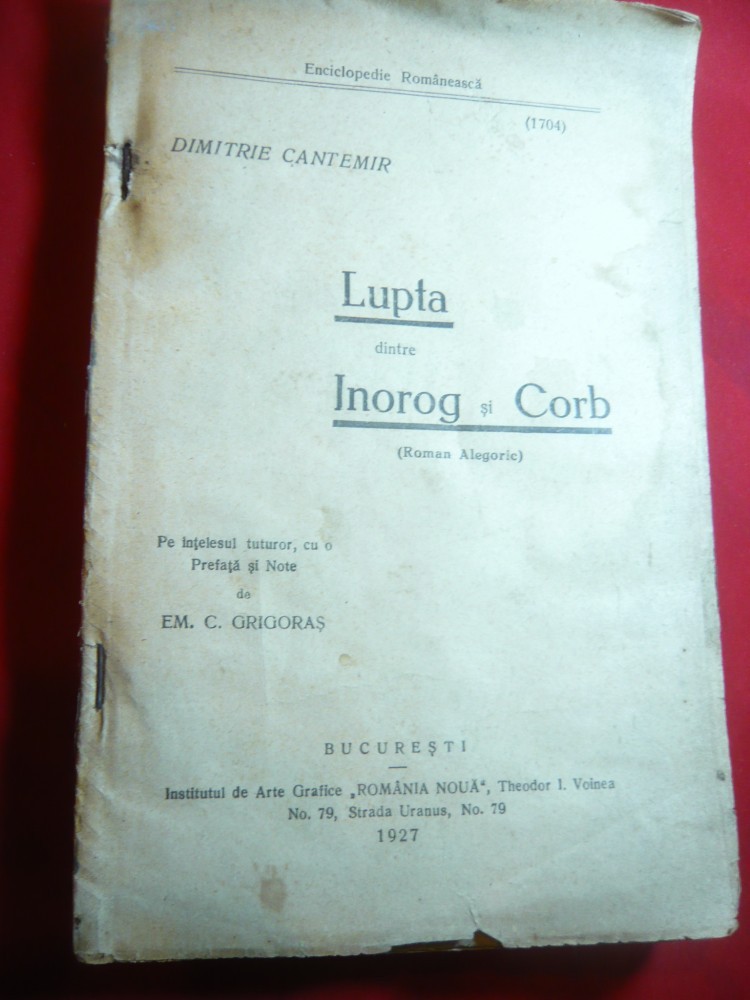 Enciclopedie Românească
(1704)
DIMITRIE CANTEMIR
Lupta
dintre
Inorog și Corb
(Roman Alegoric)
Pe înțelesul tuturor, cu o
Prefață și Note
de
EM. C. GRIGORAȘ
BUCUREȘTI
Institutul de Arte Grafice „ROMÂNIA NOUĂ“, Theodor I. Voinea
No. 79, Strada Uranus, No. 79
1927